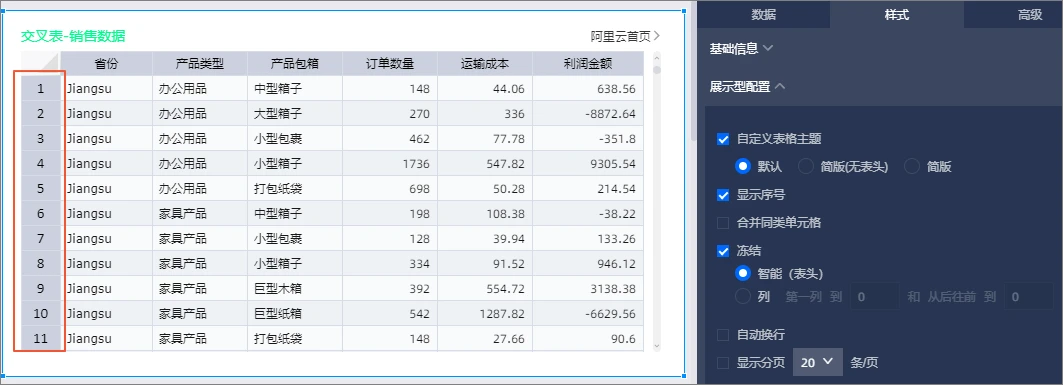 交叉表-销售数据
阿里云首页
省份 产品类型 产品包箱 订单数量 运输成本 利润金额
1 Jiangsu 办公用品 中型箱子 148 44.06 638.56
2 Jiangsu 办公用品 大型箱子 270 336 -8872.64
3 Jiangsu 办公用品 小型包裹 462 77.78 -351.8
4 Jiangsu 办公用品 小型箱子 1736 547.82 9305.54
5 Jiangsu 办公用品 打包纸袋 698 50.28 214.54
6 Jiangsu 家具产品 中型箱子 198 108.38 -38.22
7 Jiangsu 家具产品 小型包裹 128 39.94 133.26
8 Jiangsu 家具产品 小型箱子 334 91.52 946.12
9 Jiangsu 家具产品 巨型木箱 392 554.72 3138.38
10 Jiangsu 家具产品 巨型纸箱 542 1287.82 -6629.56
11 Jiangsu 家具产品 打包纸袋 148 27.66 90.6
数据 样式 高级
基础信息
展示型配置
自定义表格主题
默认 简版(无表头) 简版
显示序号
合并同类单元格
冻结
智能（表头）
列 第一列 到 0 和 从后往前 到 0
自动换行
显示分页 20 条/页